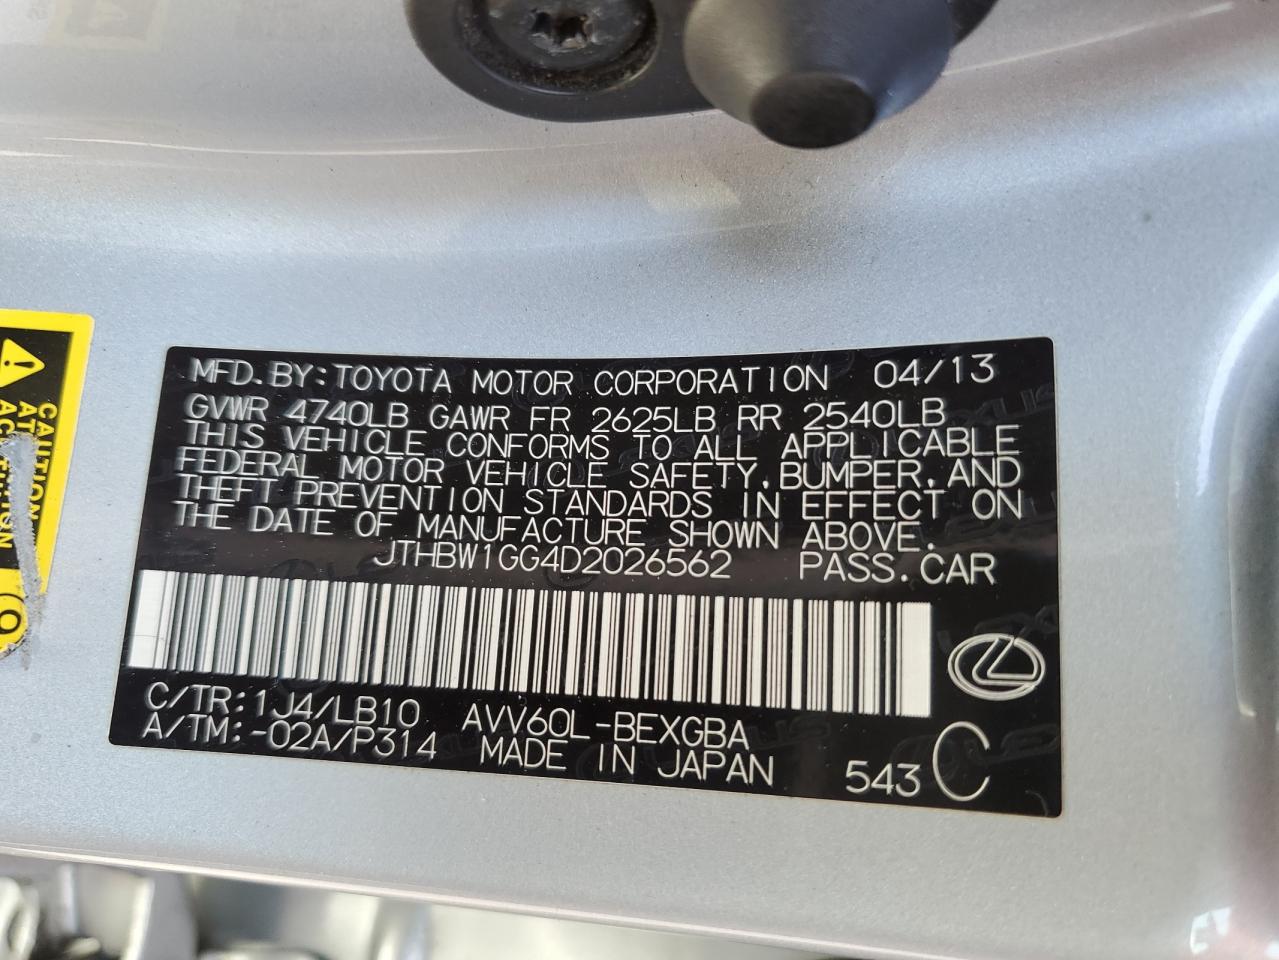 MFD.BY:TOYOTA MOTOR CORPORATION 04/13
GVWR 4740LB GAWR FR 2625LB RR 2540LB
THIS VEHICLE CONFORMS TO ALL APPLICABLE
FEDERAL MOTOR VEHICLE SAFETY,BUMPER,AND
THEFT PREVENTION STANDARDS IN EFFECT ON
THE DATE OF MANUFACTURE SHOWN ABOVE.
JTHBW1GG4D2026562 PASS.CAR
C/TR:1J4/LB10 AVV60L-BEXGBA
A/TM:-02A/P314 MADE IN JAPAN 543 C
CAUTION